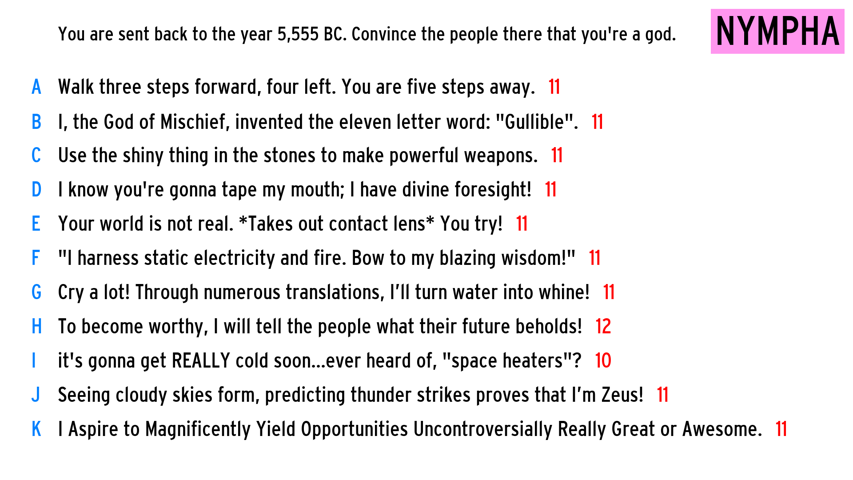 You are sent back to the year 5,555 BC. Convince the people there that you're a god.
NYMPHA
A Walk three steps forward, four left. You are five steps away. 11
B I, the God of Mischief, invented the eleven letter word: "Gullible". 11
C Use the shiny thing in the stones to make powerful weapons. 11
D I know you're gonna tape my mouth; I have divine foresight! 11
E Your world is not real. *Takes out contact lens* You try! 11
F "I harness static electricity and fire. Bow to my blazing wisdom!" 11
G Cry a lot! Through numerous translations, I'll turn water into whine! 11
H To become worthy, I will tell the people what their future beholds! 12
I it's gonna get REALLY cold soon...ever heard of, "space heaters"? 10
J Seeing cloudy skies form, predicting thunder strikes proves that I'm Zeus! 11
K I Aspire to Magnificently Yield Opportunities Uncontroversially Really Great or Awesome. 11